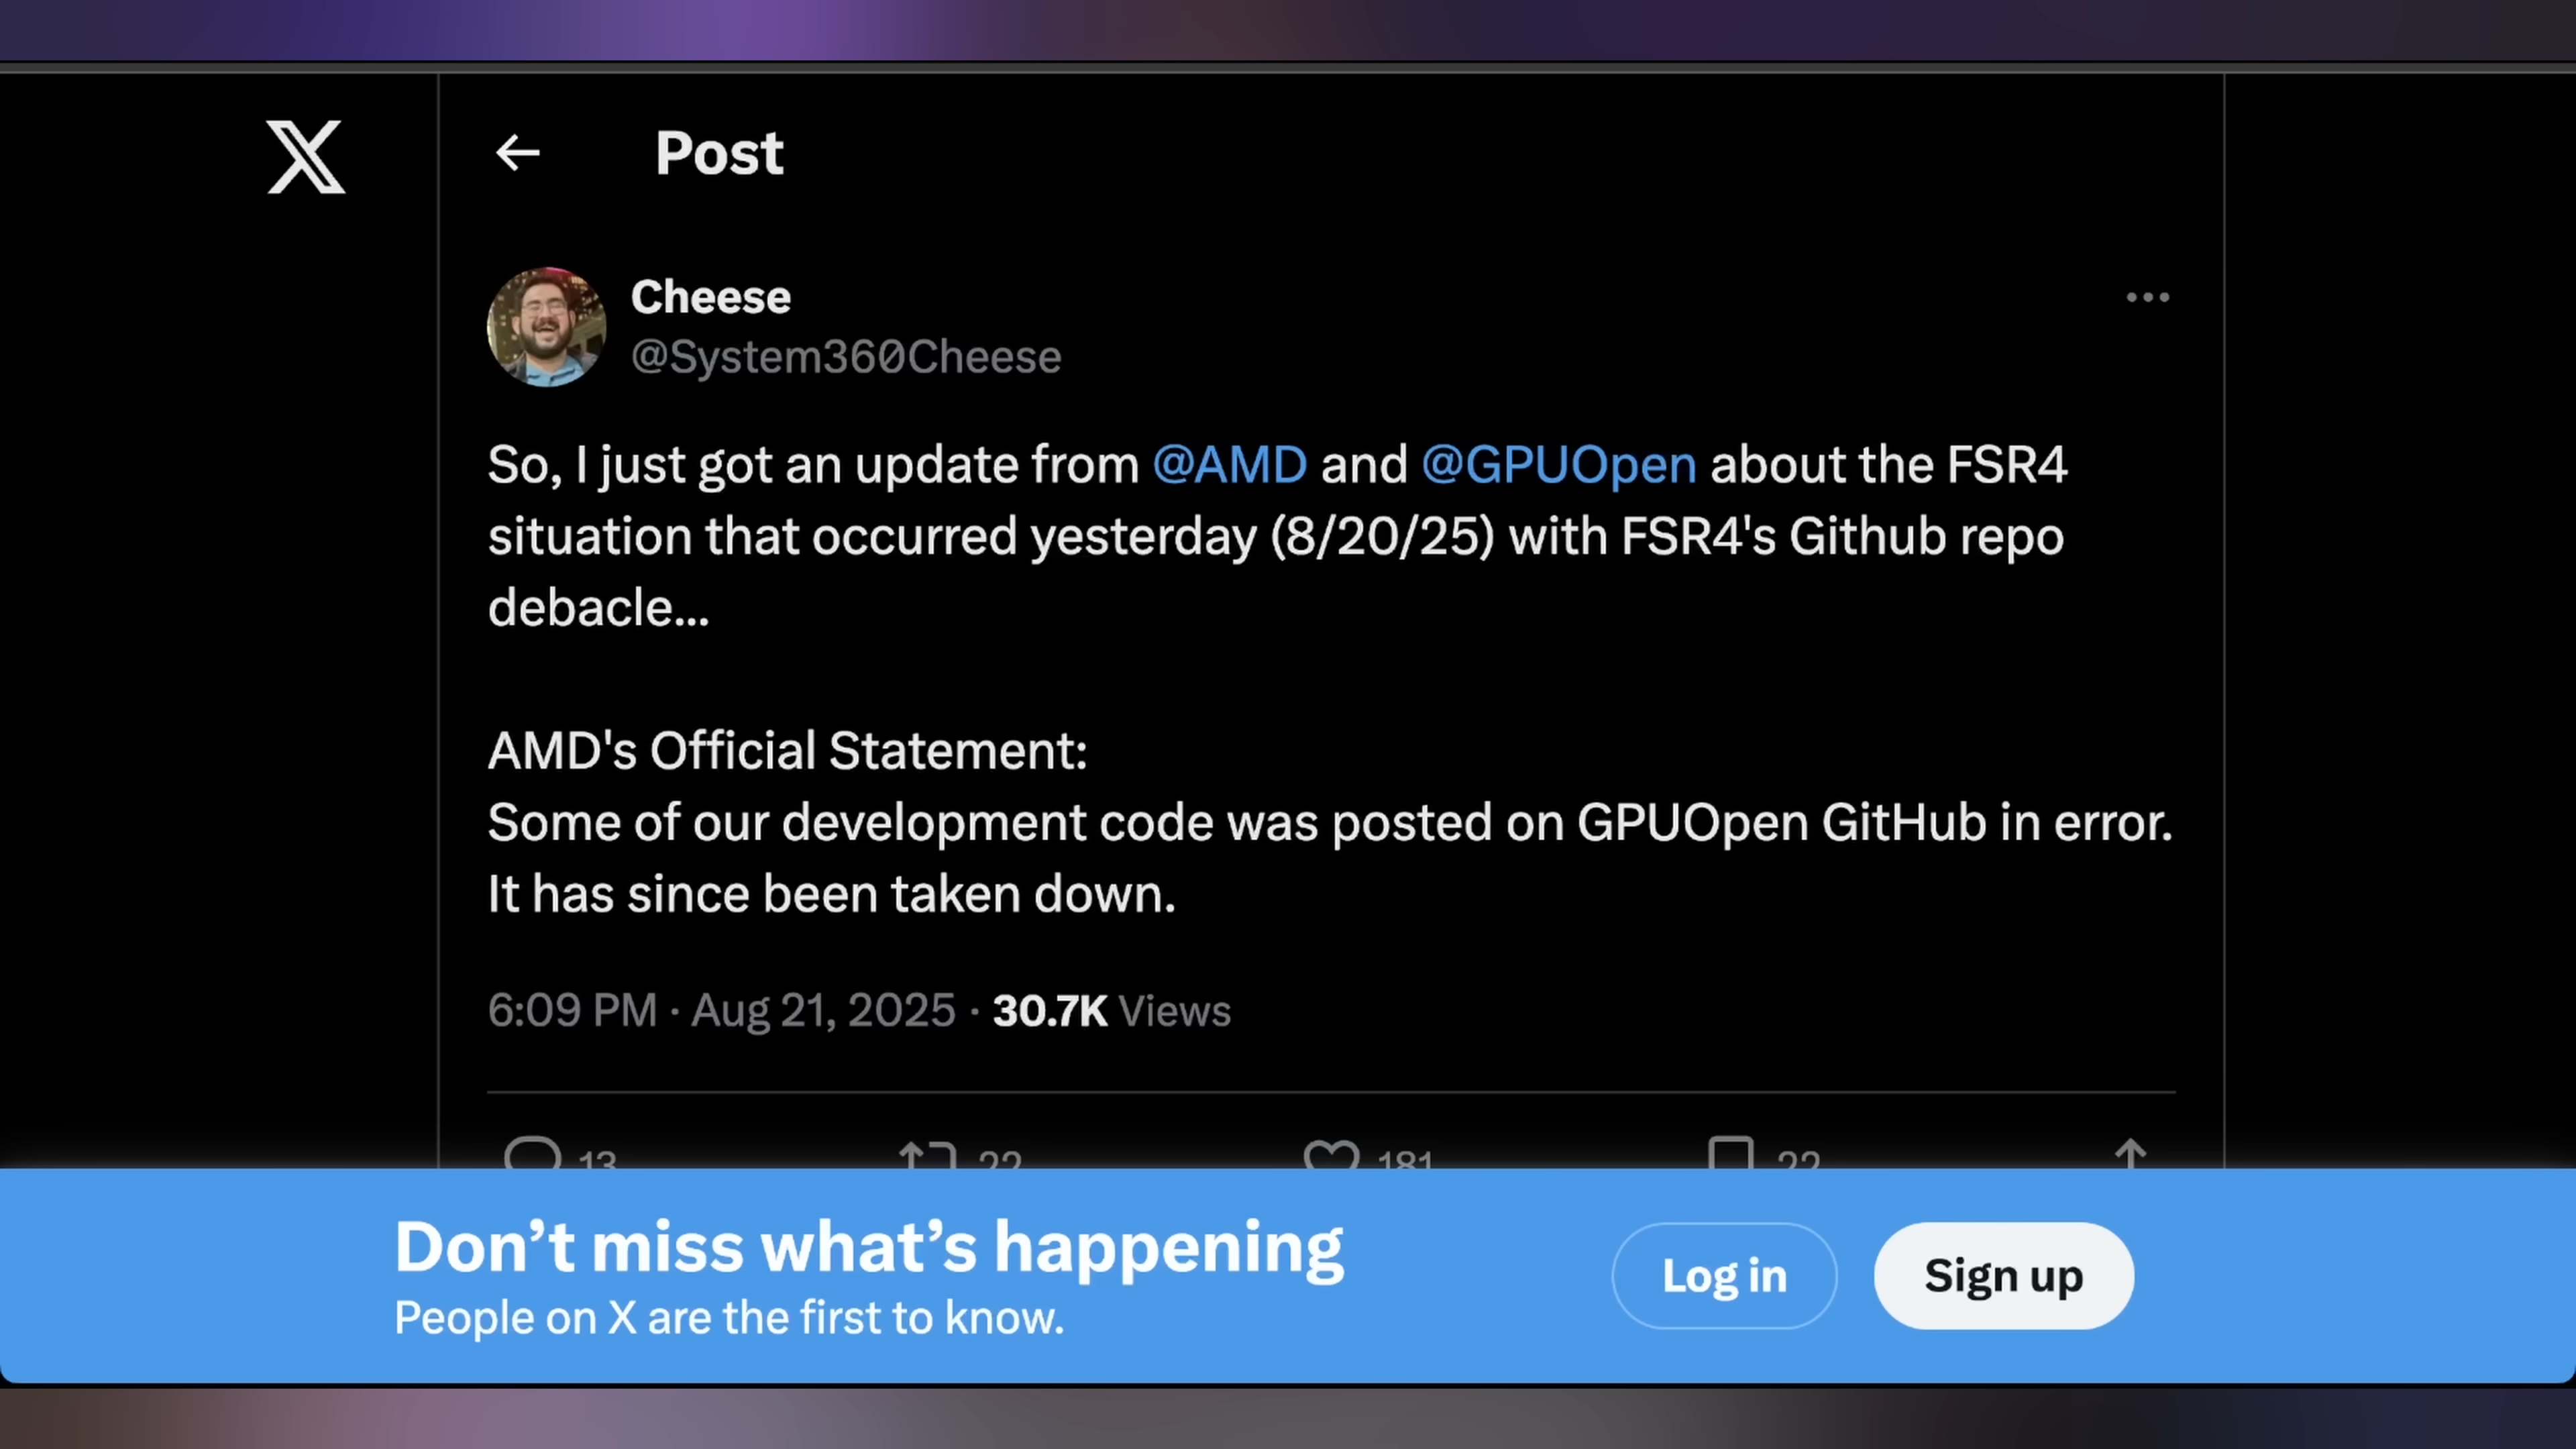 Post
Cheese
@System360Cheese
So, I just got an update from @AMD and @GPUOpen about the FSR4
situation that occurred yesterday (8/20/25) with FSR4's Github repo
debacle...
AMD's Official Statement:
Some of our development code was posted on GPUOpen GitHub in error.
It has since been taken down.
6:09 PM · Aug 21, 2025 · 30.7K Views
13 22 181 22
Don’t miss what’s happening
People on X are the first to know.
Log in
Sign up